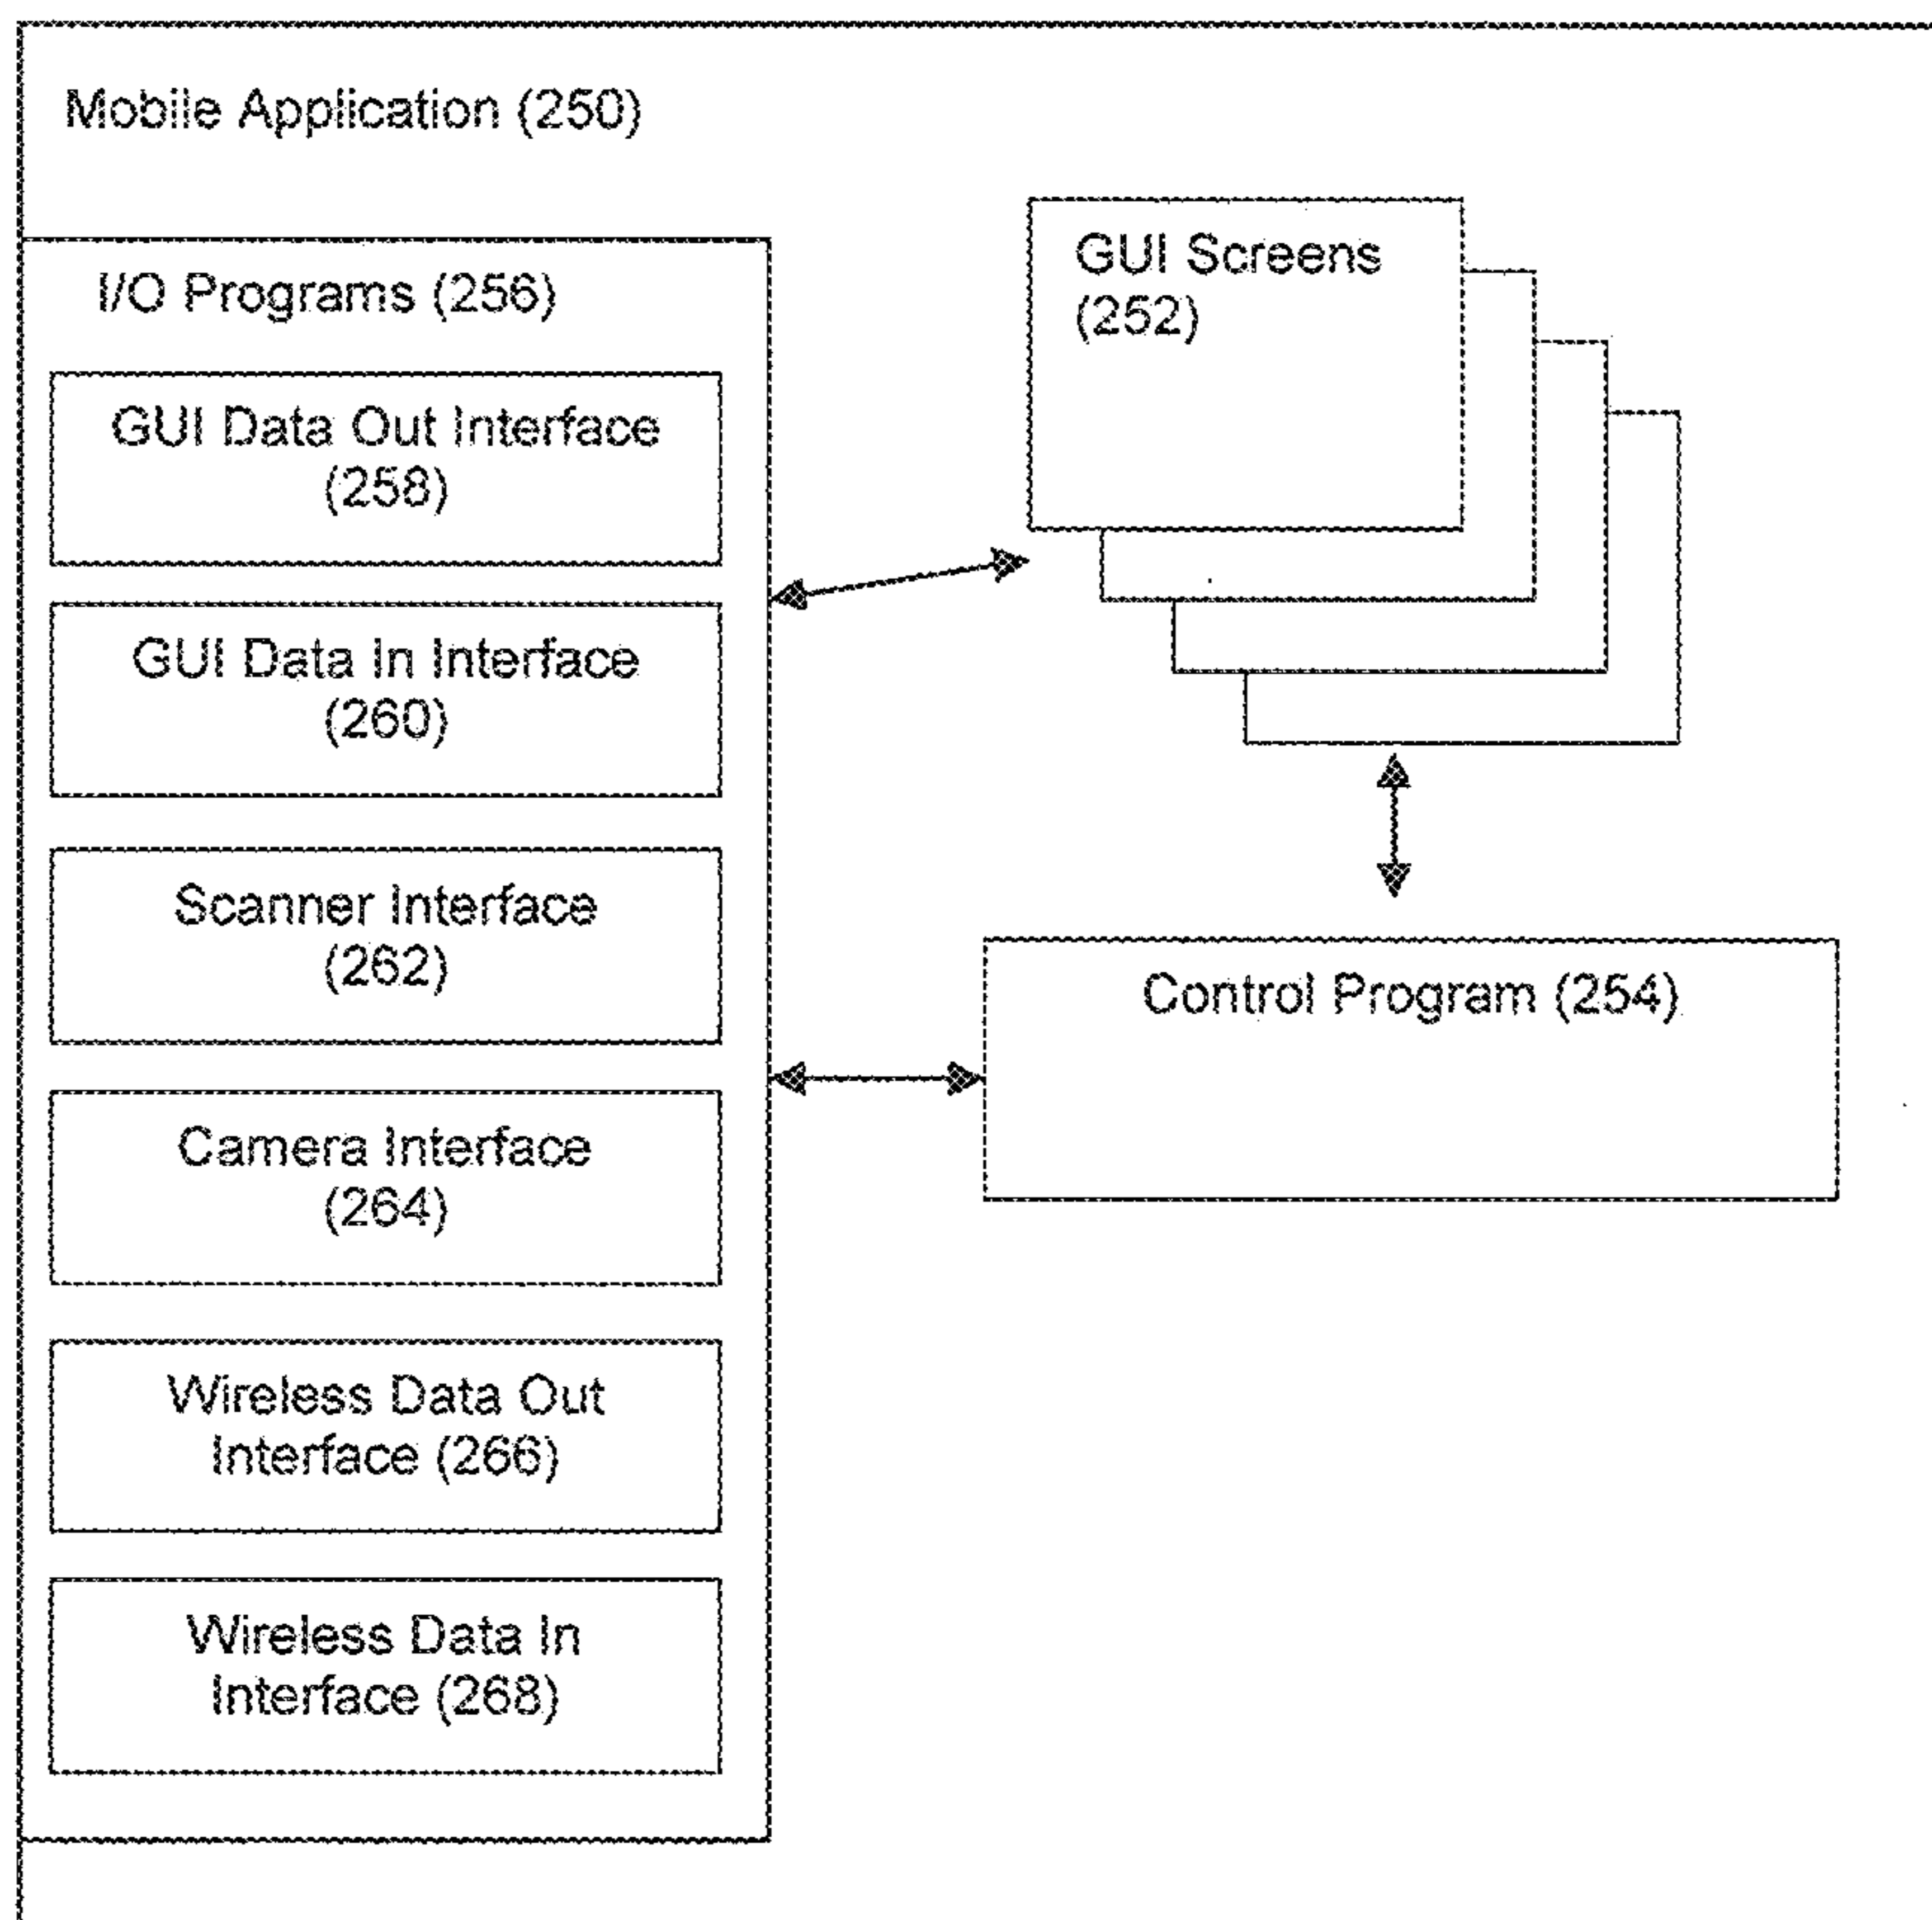 Mobile Application (250)
I/O Programs (256)
GUI Data Out Interface
(258)
GUI Data In Interface
(260)
Scanner Interface
(262)
Camera Interface
(264)
Wireless Data Out
Interface (266)
Wireless Data In
Interface (268)
GUI Screens
(252)
Control Program (254)